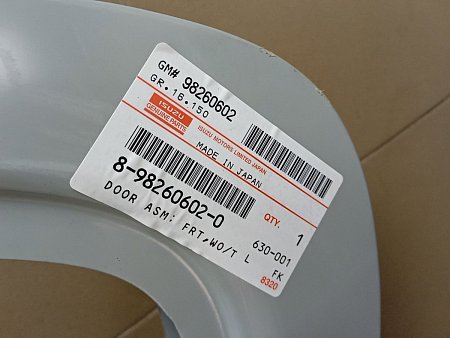 GM# 98260602
GR.16.150
ISUZU
GENUINE PARTS
ISUZU MOTORS LIMITED JAPAN
MADE IN JAPAN
8-98260602-0
DOOR ASM: FRT,WO/T L
QTY.
1
630-001
FK
8320